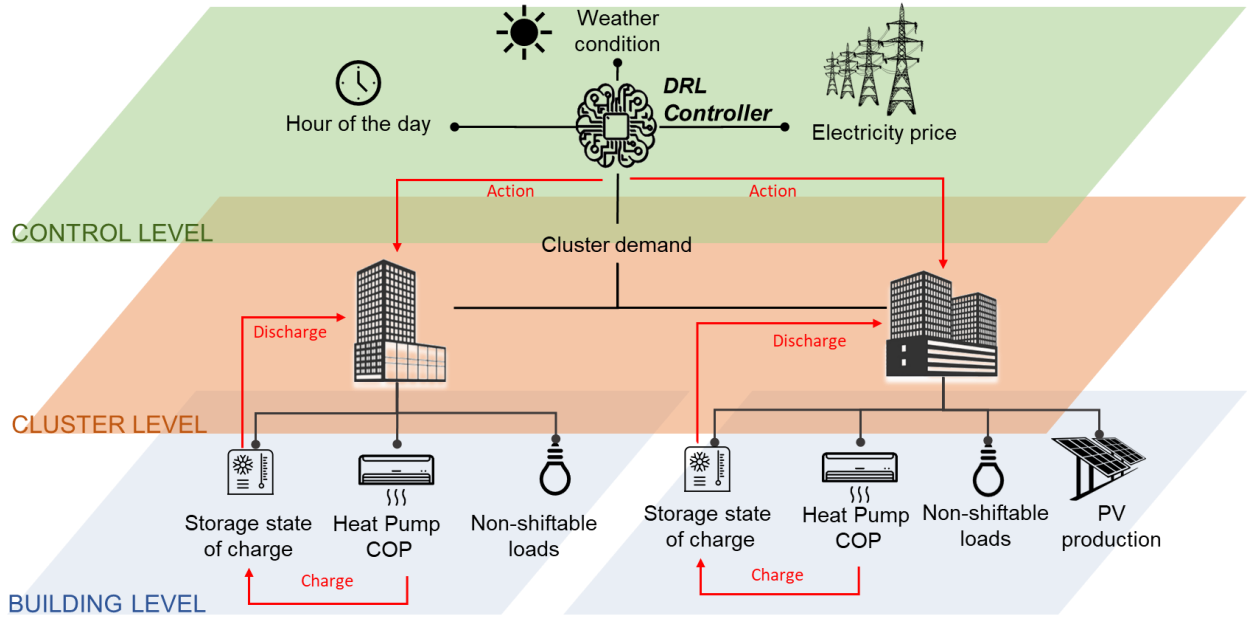 Weather
condition
DRL
Controller
Hour of the day
Electricity price
Action
Action
CONTROL LEVEL
Cluster demand
Discharge
Discharge
CLUSTER LEVEL
Storage state
of charge
Heat Pump
COP
Non-shiftable
loads
Storage state
of charge
Heat Pump
COP
Non-shiftable
loads
PV
production
Charge
Charge
BUILDING LEVEL